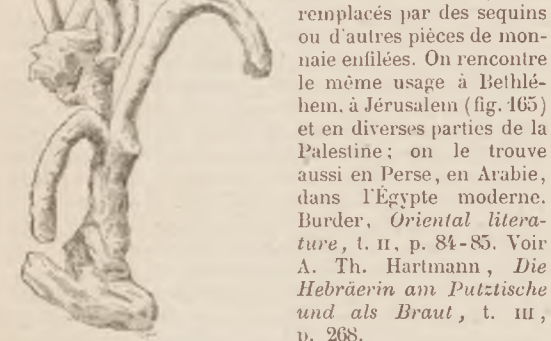 remplacés par des sequins
ou d'autres pièces de mon-
naie enfilées. On rencontre
le même usage à Bethlé-
hem, à Jérusalem (fig. 165)
et en diverses parties de la
Palestine; on le trouve
aussi en Perse, en Arabie,
dans l'Égypte moderne.
Burder, Oriental litera-
ture, t. II, p. 84-85. Voir
A. Th. Hartmann, Die
Hebräerin am Putztische
und als Braut, t. III,
p. 268.